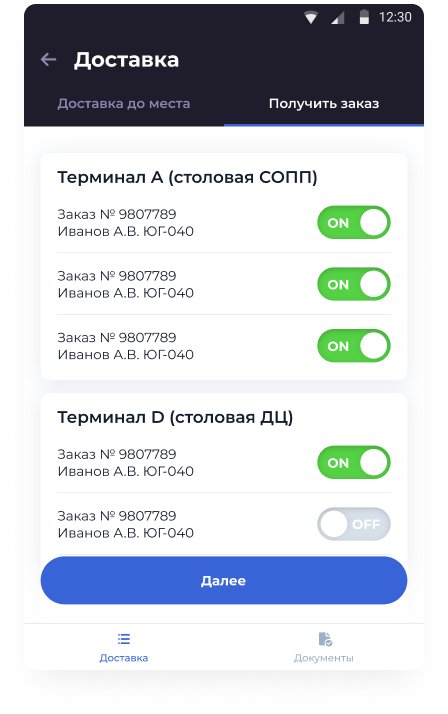 12:30
Доставка
Доставка до места
Получить заказ
Терминал А (столовая СОПП)
Заказ № 9807789
Иванов А.В. ЮГ-040
ON
Заказ № 9807789
Иванов А.В. ЮГ-040
ON
Заказ № 9807789
Иванов А.В. ЮГ-040
ON
Терминал D (столовая ДЦ)
Заказ № 9807789
Иванов А.В. ЮГ-040
ON
Заказ № 9807789
Иванов А.В. ЮГ-040
OFF
Далее
Доставка
Документы